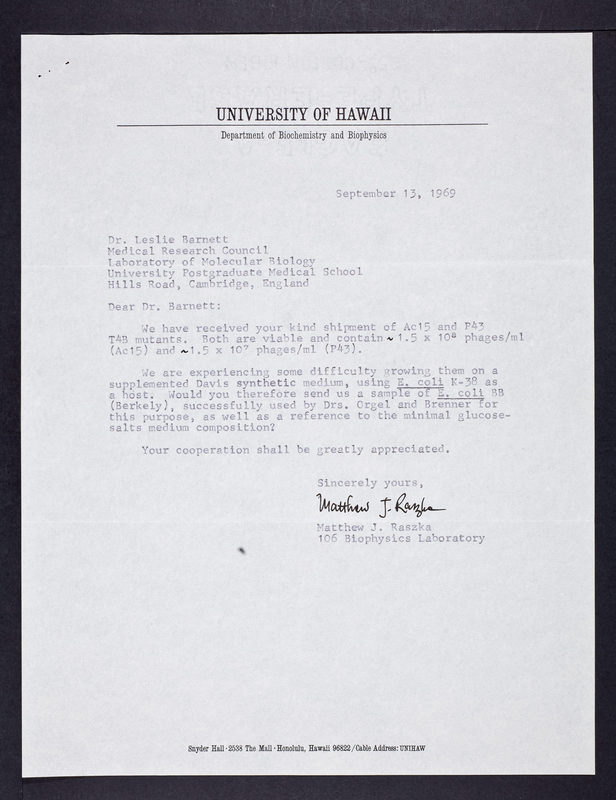 UNIVERSITY OF HAWAII
Department of Biochemistry and Biophysics
September 13, 1969
Dr. Leslie Barnett
Medical Research Council
Laboratory of Molecular Biology
University Postgraduate Medical School
Hills Road, Cambridge, England
Dear Dr. Barnett:
We have received your kind shipment of Ac15 and P43
T4B mutants. Both are viable and contain ~ 1.5 x 10⁸ phages/ml
(Ac15) and ~1.5 x 10⁷ phages/ml (P43).
We are experiencing some difficulty growing them on a
supplemented Davis synthetic medium, using E. coli K-38 as
a host. Would you therefore send us a sample of E. coli BB
(Berkely), successfully used by Drs. Orgel and Brenner for
this purpose, as well as a reference to the minimal glucose-
salts medium composition?
Your cooperation shall be greatly appreciated.
Sincerely yours,
Matthew J. Raszka
Matthew J. Raszka
106 Biophysics Laboratory
Snyder Hall · 2538 The Mall · Honolulu, Hawaii 96822/Cable Address: UNIHAW